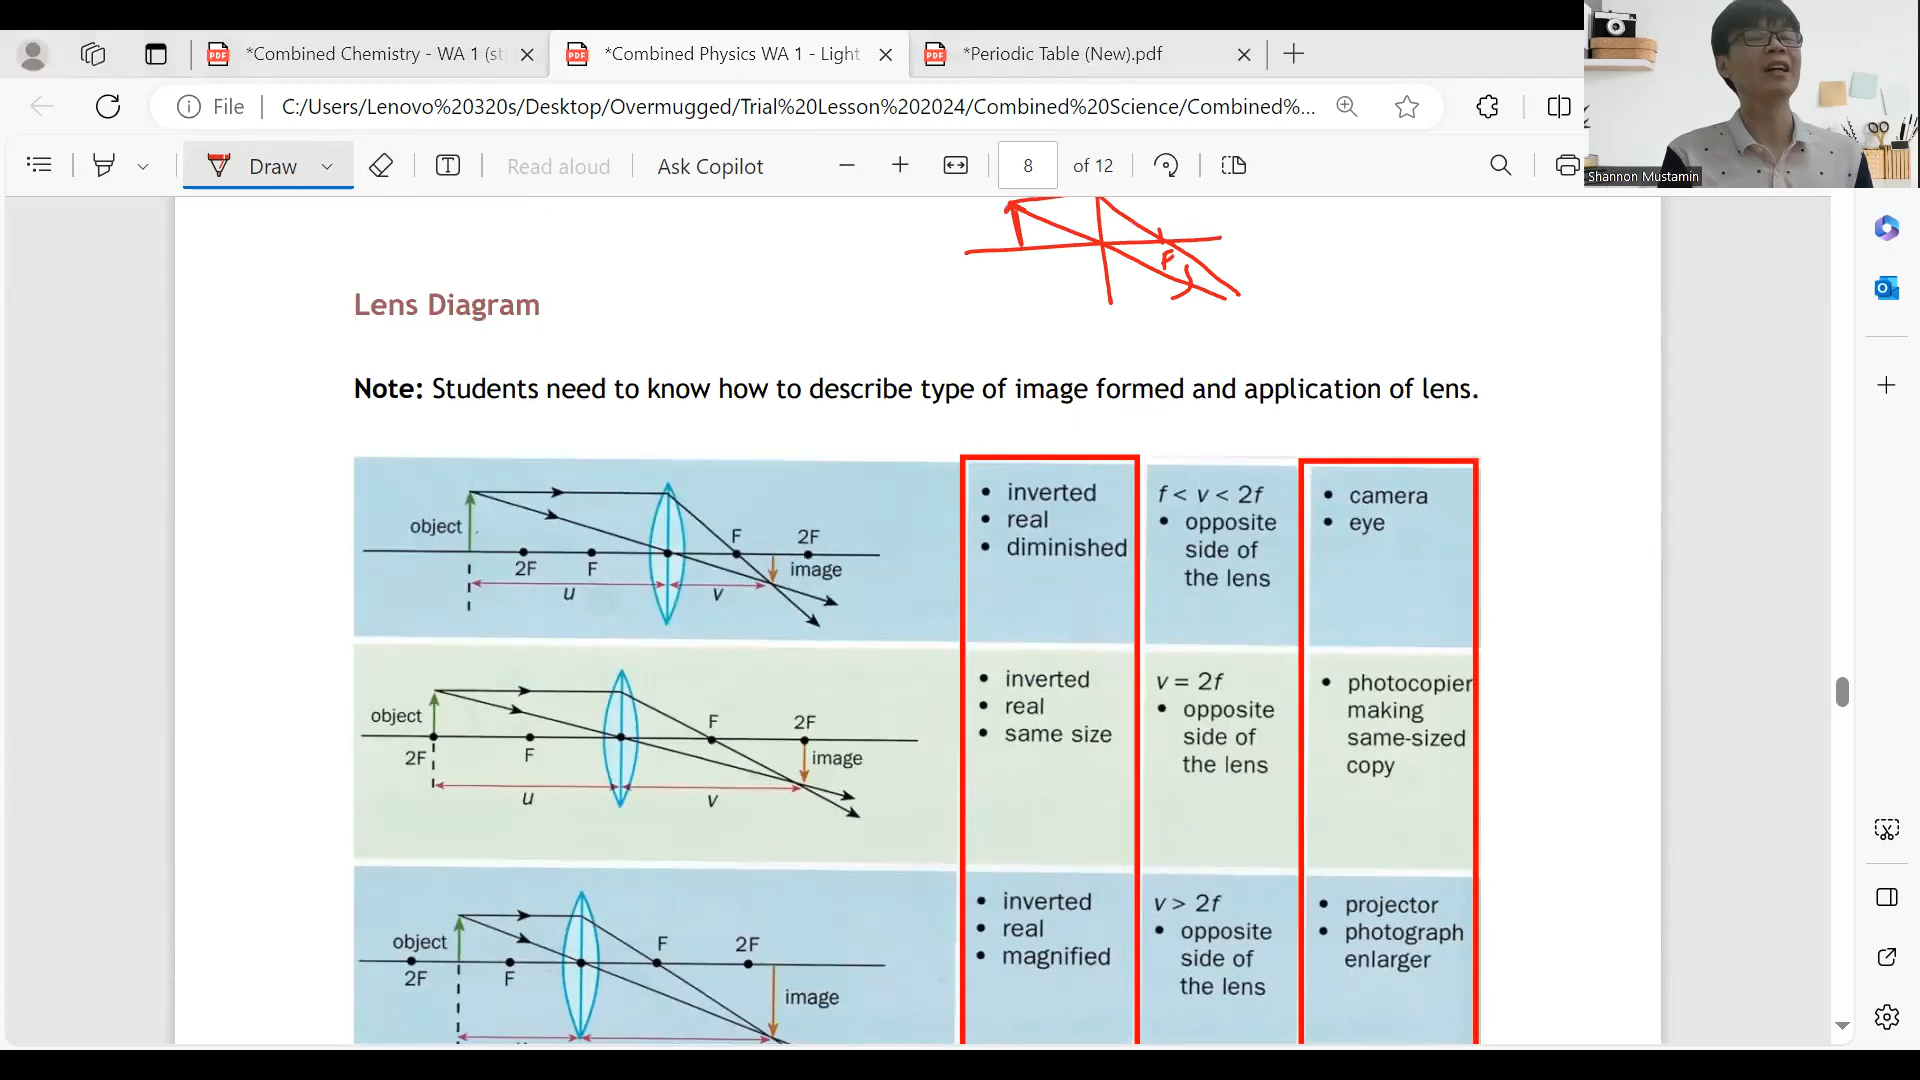 *Combined Chemistry - WA 1 (st
*Combined Physics WA 1 - Light
*Periodic Table (New).pdf
File
C:/Users/Lenovo%20320s/Desktop/Overmugged/Trial%20Lesson%202024/Combined%20Science/Combined%...
Draw
Read aloud
Ask Copilot
8 of 12
Shannon Mustamin
F
Lens Diagram
Note: Students need to know how to describe type of image formed and application of lens.
object
2F
F
F
2F
image
u
v
• inverted
• real
• diminished
f < v < 2f
• opposite
side of
the lens
• camera
• eye
object
2F
F
F
2F
image
u
v
• inverted
• real
• same size
v = 2f
• opposite
side of
the lens
• photocopier
making
same-sized
copy
object
2F
F
F
2F
image
• inverted
• real
• magnified
v > 2f
• opposite
side of
the lens
• projector
• photograph
enlarger